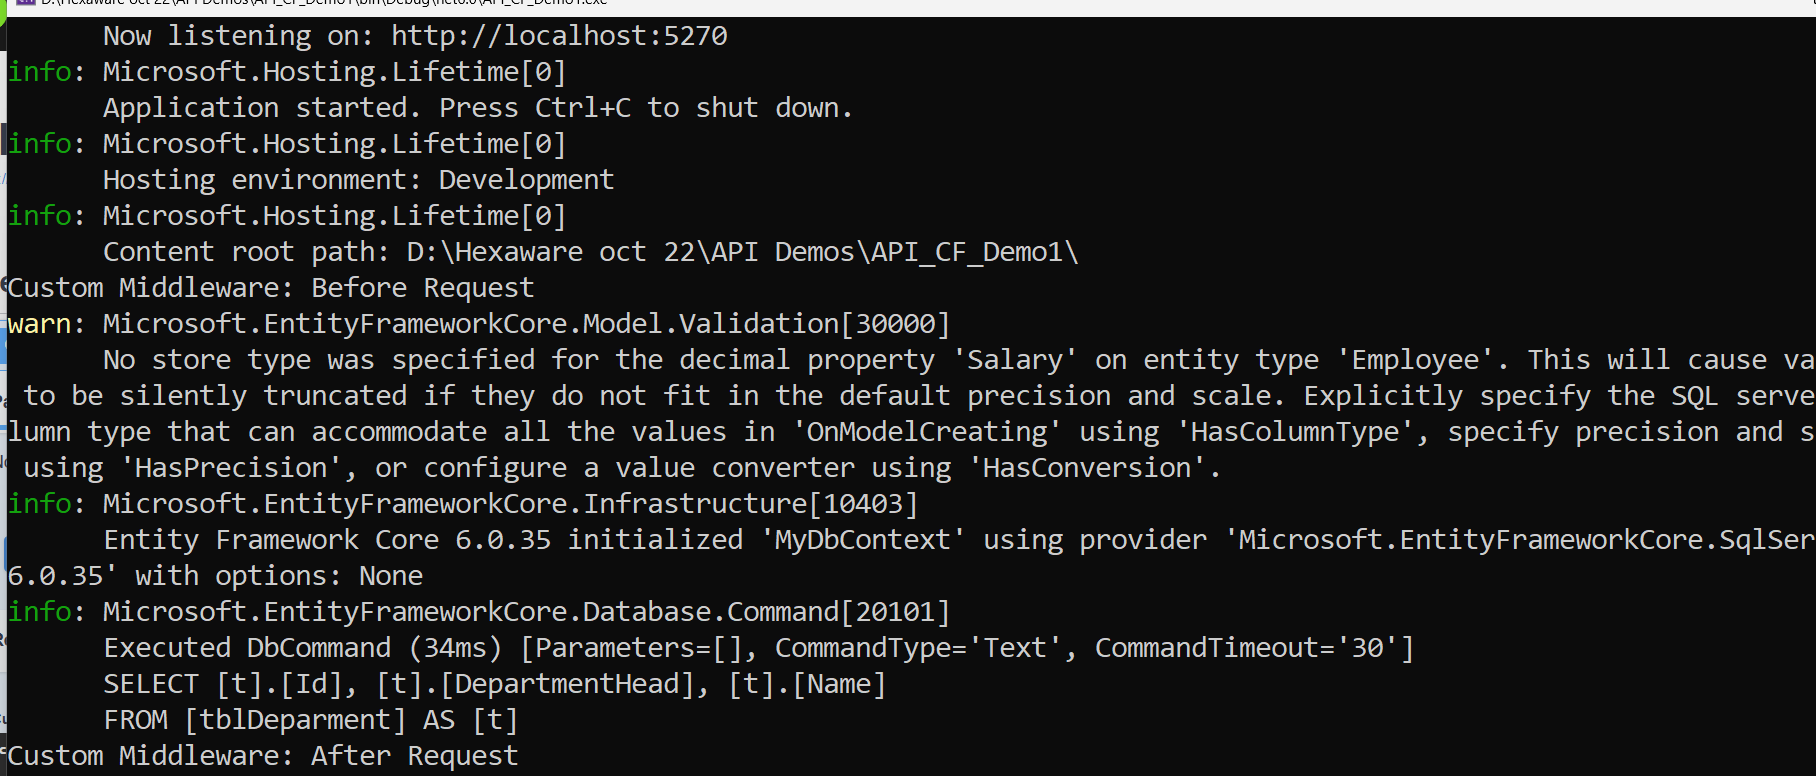 Now listening on: http://localhost:5270
info: Microsoft.Hosting.Lifetime[0]
Application started. Press Ctrl+C to shut down.
info: Microsoft.Hosting.Lifetime[0]
Hosting environment: Development
info: Microsoft.Hosting.Lifetime[0]
Content root path: D:\Hexaware oct 22\API Demos\API_CF_Demo1\
Custom Middleware: Before Request
warn: Microsoft.EntityFrameworkCore.Model.Validation[30000]
No store type was specified for the decimal property 'Salary' on entity type 'Employee'. This will cause va
to be silently truncated if they do not fit in the default precision and scale. Explicitly specify the SQL serve
lumn type that can accommodate all the values in 'OnModelCreating' using 'HasColumnType', specify precision and s
using 'HasPrecision', or configure a value converter using 'HasConversion'.
info: Microsoft.EntityFrameworkCore.Infrastructure[10403]
Entity Framework Core 6.0.35 initialized 'MyDbContext' using provider 'Microsoft.EntityFrameworkCore.SqlSer
6.0.35' with options: None
info: Microsoft.EntityFrameworkCore.Database.Command[20101]
Executed DbCommand (34ms) [Parameters=[], CommandType='Text', CommandTimeout='30']
SELECT [t].[Id], [t].[DepartmentHead], [t].[Name]
FROM [tblDeparment] AS [t]
Custom Middleware: After Request